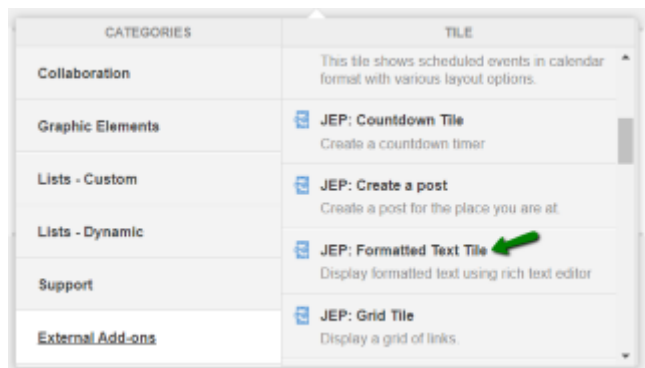 CATEGORIES
TILE
Collaboration
Graphic Elements
Lists - Custom
Lists - Dynamic
Support
External Add-ons
This tile shows scheduled events in calendar
format with various layout options.
JEP: Countdown Tile
Create a countdown timer
JEP: Create a post
Create a post for the place you are at.
JEP: Formatted Text Tile
Display formatted text using rich text editor
JEP: Grid Tile
Display a grid of links.